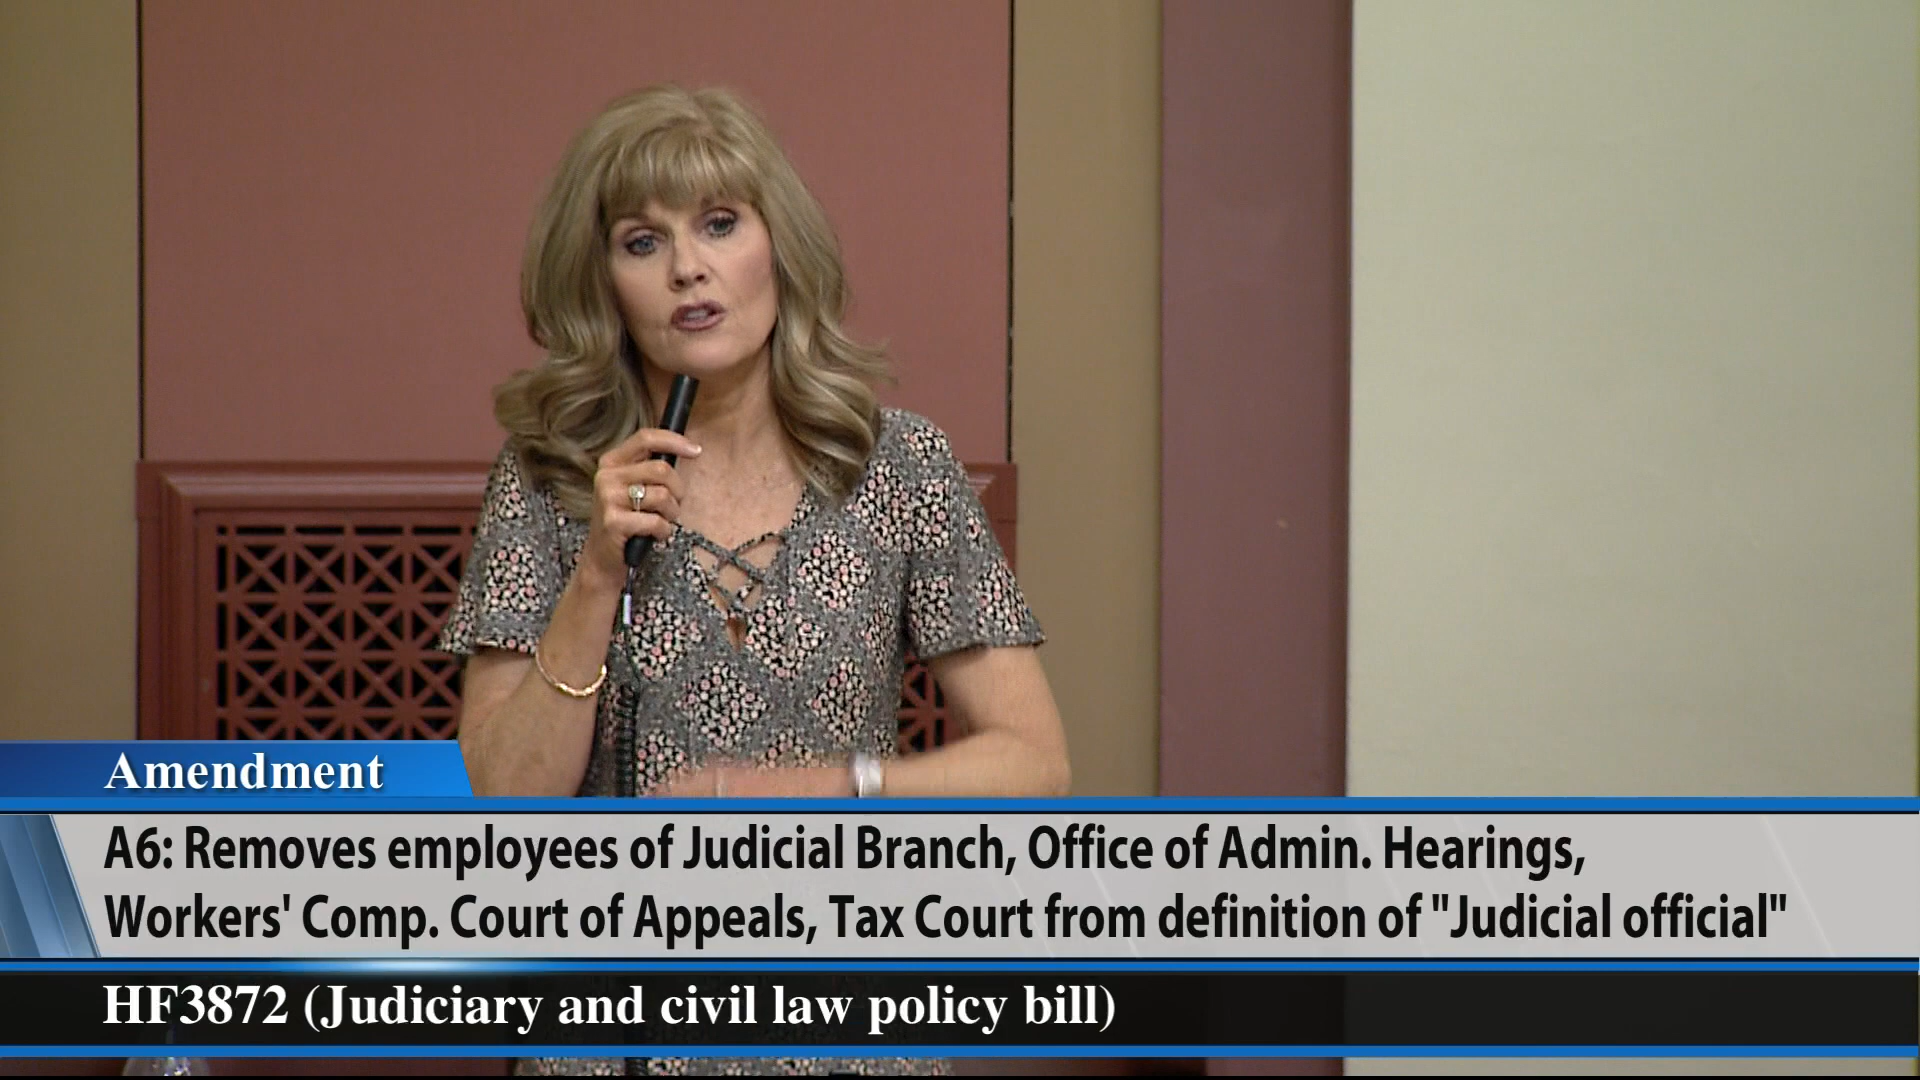 Amendment
A6: Removes employees of Judicial Branch, Office of Admin. Hearings,
Workers' Comp. Court of Appeals, Tax Court from definition of "Judicial official"
HF3872 (Judiciary and civil law policy bill)